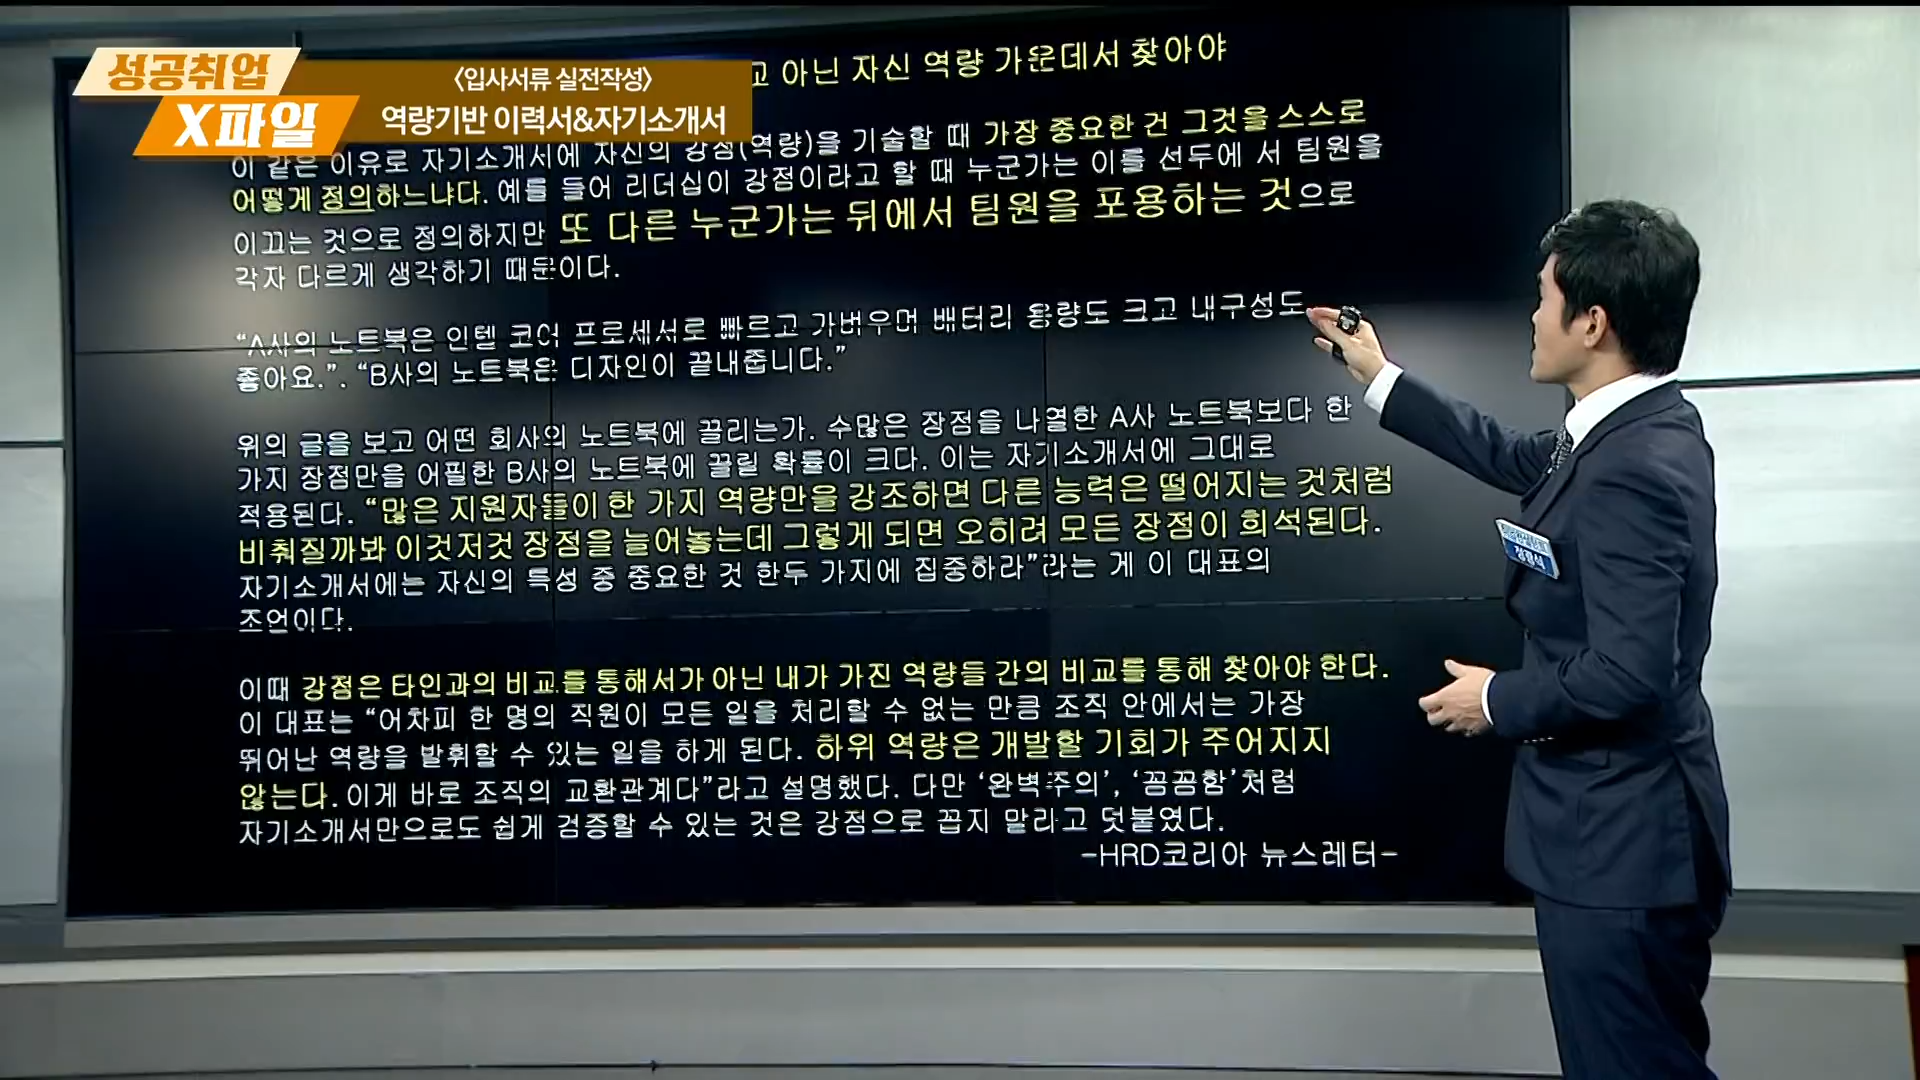 성공취업
X파일
〈입사서류 실전작성〉
역량기반 이력서&자기소개서
아닌 자신 역량 가운데서 찾아야
이 같은 이유로 자기소개서에 자신의 강점(역량)을 기술할 때 가장 중요한 건 그것을 스스로
어떻게 정의하느냐다. 예를 들어 리더십이 강점이라고 할 때 누군가는 이를 선두에 서 팀원을
이끄는 것으로 정의하지만 또 다른 누군가는 뒤에서 팀원을 포용하는 것으로
각자 다르게 생각하기 때문이다.
“A사의 노트북은 인텔 코어 프로세서로 빠르고 가벼우며 배터리 용량도 크고 내구성도
좋아요.”. “B사의 노트북은 디자인이 끝내줍니다.”
위의 글을 보고 어떤 회사의 노트북에 끌리는가. 수많은 장점을 나열한 A사 노트북보다 한
가지 장점만을 어필한 B사의 노트북에 끌릴 확률이 크다. 이는 자기소개서에 그대로
적용된다. “많은 지원자들이 한 가지 역량만을 강조하면 다른 능력은 떨어지는 것처럼
비춰질까봐 이것저것 장점을 늘어놓는데 그렇게 되면 오히려 모든 장점이 희석된다.
자기소개서에는 자신의 특성 중 중요한 것 한두 가지에 집중하라”라는 게 이 대표의
조언이다.
이때 강점은 타인과의 비교를 통해서가 아닌 내가 가진 역량들 간의 비교를 통해 찾아야 한다.
이 대표는 “어차피 한 명의 직원이 모든 일을 처리할 수 없는 만큼 조직 안에서는 가장
뛰어난 역량을 발휘할 수 있는 일을 하게 된다. 하위 역량은 개발할 기회가 주어지지
않는다. 이게 바로 조직의 교환관계다”라고 설명했다. 다만 ‘완벽주의’, ‘꼼꼼함’처럼
자기소개서만으로도 쉽게 검증할 수 있는 것은 강점으로 꼽지 말라고 덧붙였다.
-HRD코리아 뉴스레터-